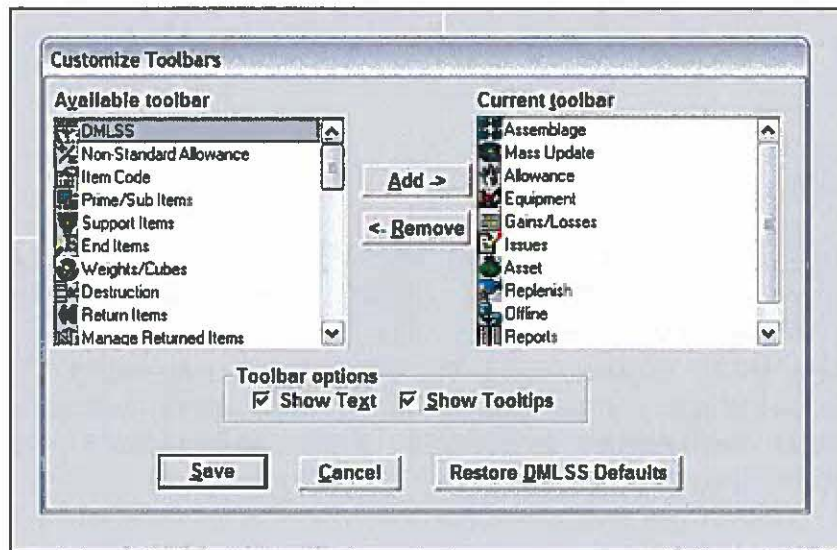 Customize Toolbars
Available toolbar
DMLSS
Non-Standard Allowance
Item Code
Prime/Sub Items
Support Items
End Items
Weights/Cubes
Destruction
Return Items
Manage Returned Items
Add ->
<- Remove
Current toolbar
Assemblage
Mass Update
Allowance
Equipment
Gains/Losses
Issues
Asset
Replenish
Offline
Reports
Toolbar options
Show Text
Show Tooltips
Save
Cancel
Restore DMLSS Defaults